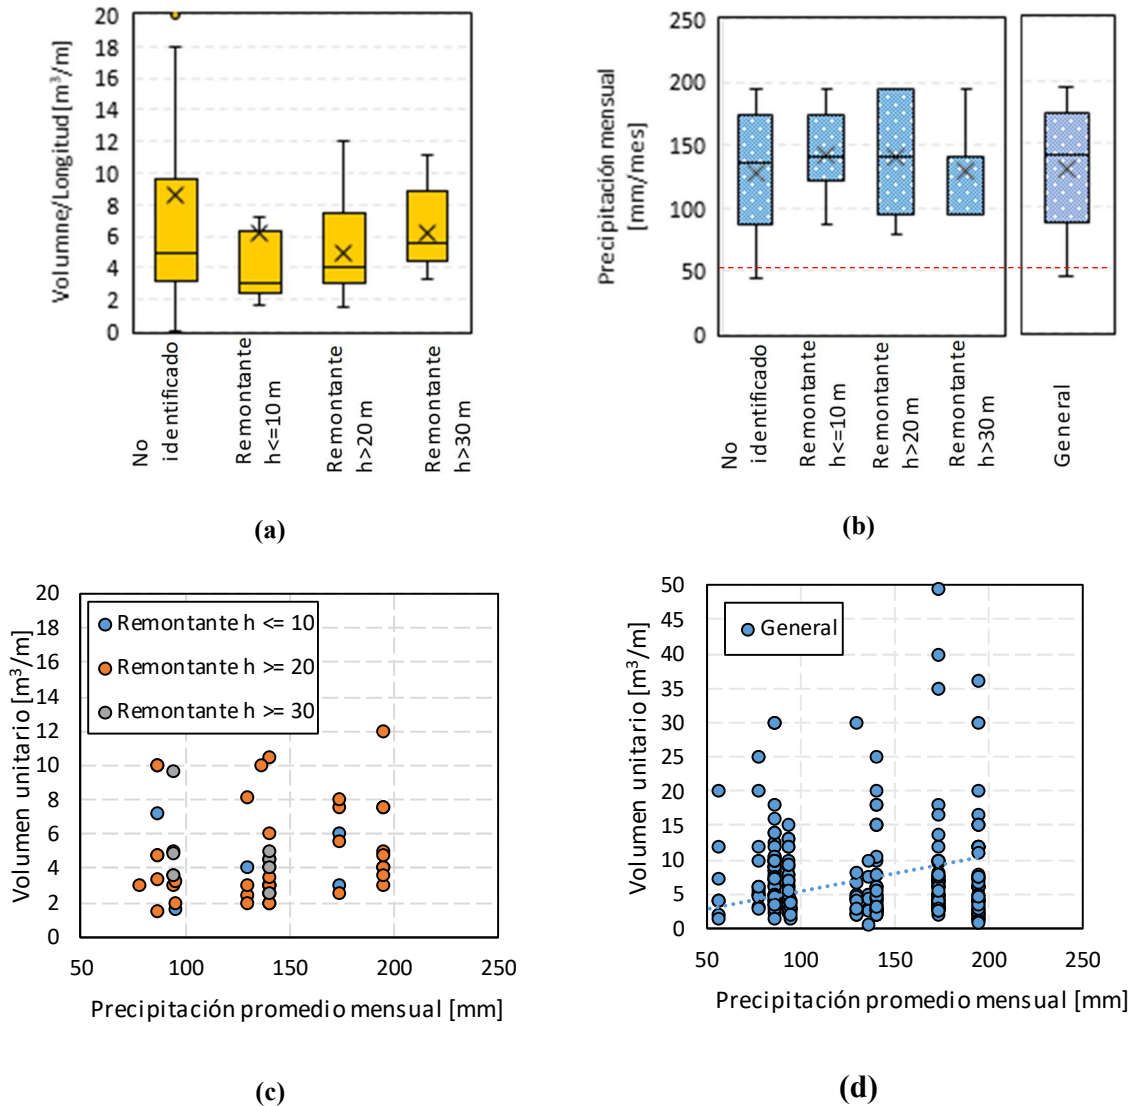 Volumne/Longitud [m³/m]
20
18
16
14
12
10
8
6
4
2
0
No
identificado
Remontante
h<=10 m
Remontante
h>20 m
Remontante
h>30 m
(a)
Precipitación mensual
[mm/mes]
250
200
150
100
50
0
No
identificado
Remontante
h<=10 m
Remontante
h>20 m
Remontante
h>30 m
General
(b)
Volumen unitario [m³/m]
20
18
16
14
12
10
8
6
4
2
0
Remontante h <= 10
Remontante h >= 20
Remontante h >= 30
50 100 150 200 250
Precipitación promedio mensual [mm]
(c)
Volumen unitario [m³/m]
50
45
40
35
30
25
20
15
10
5
0
General
50 100 150 200 250
Precipitación promedio mensual [mm]
(d)